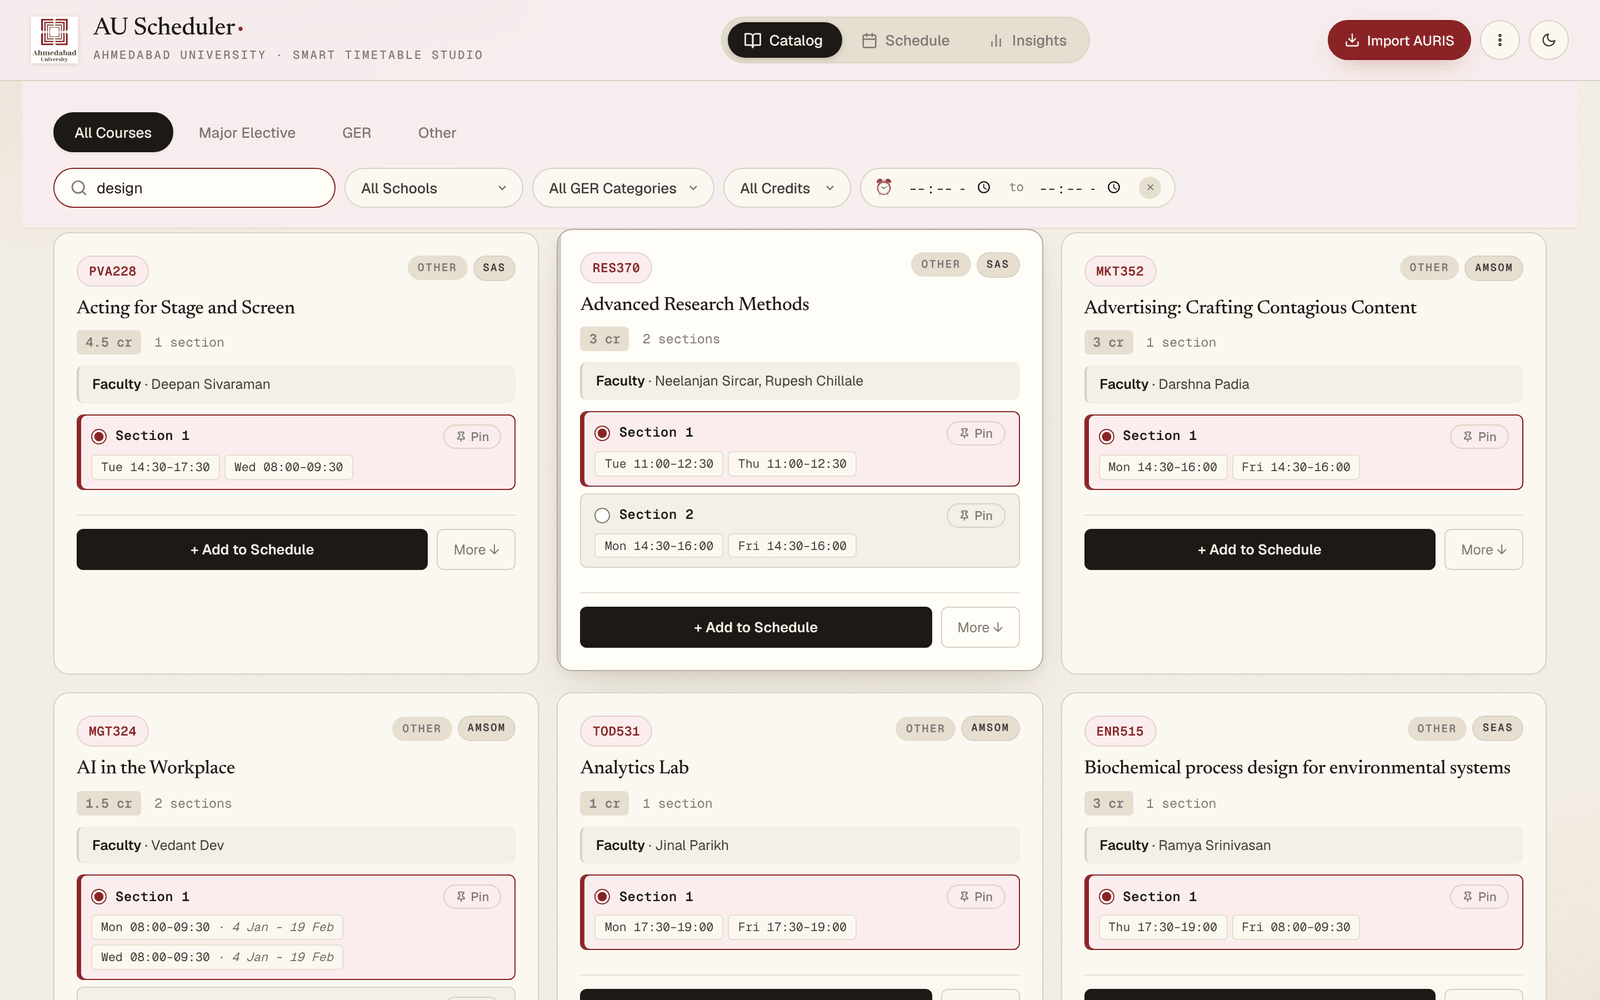 Ahmedabad
University
AU Scheduler
AHMEDABAD UNIVERSITY · SMART TIMETABLE STUDIO
Catalog
Schedule
Insights
Import AURIS
All Courses
Major Elective
GER
Other
design
All Schools
All GER Categories
All Credits
--:-- - to --:-- -
PVA228
OTHER
SAS
Acting for Stage and Screen
4.5 cr 1 section
Faculty · Deepan Sivaraman
Section 1
Pin
Tue 14:30-17:30 Wed 08:00-09:30
+ Add to Schedule
More ↓
RES370
OTHER
SAS
Advanced Research Methods
3 cr 2 sections
Faculty · Neelanjan Sircar, Rupesh Chillale
Section 1
Pin
Tue 11:00-12:30 Thu 11:00-12:30
Section 2
Pin
Mon 14:30-16:00 Fri 14:30-16:00
+ Add to Schedule
More ↓
MKT352
OTHER
AMSOM
Advertising: Crafting Contagious Content
3 cr 1 section
Faculty · Darshna Padia
Section 1
Pin
Mon 14:30-16:00 Fri 14:30-16:00
+ Add to Schedule
More ↓
MGT324
OTHER
AMSOM
AI in the Workplace
1.5 cr 2 sections
Faculty · Vedant Dev
Section 1
Pin
Mon 08:00-09:30 · 4 Jan – 19 Feb
Wed 08:00-09:30 · 4 Jan – 19 Feb
TOD531
OTHER
AMSOM
Analytics Lab
1 cr 1 section
Faculty · Jinal Parikh
Section 1
Pin
Mon 17:30-19:00 Fri 17:30-19:00
ENR515
OTHER
SEAS
Biochemical process design for environmental systems
3 cr 1 section
Faculty · Ramya Srinivasan
Section 1
Pin
Thu 17:30-19:00 Fri 08:00-09:30